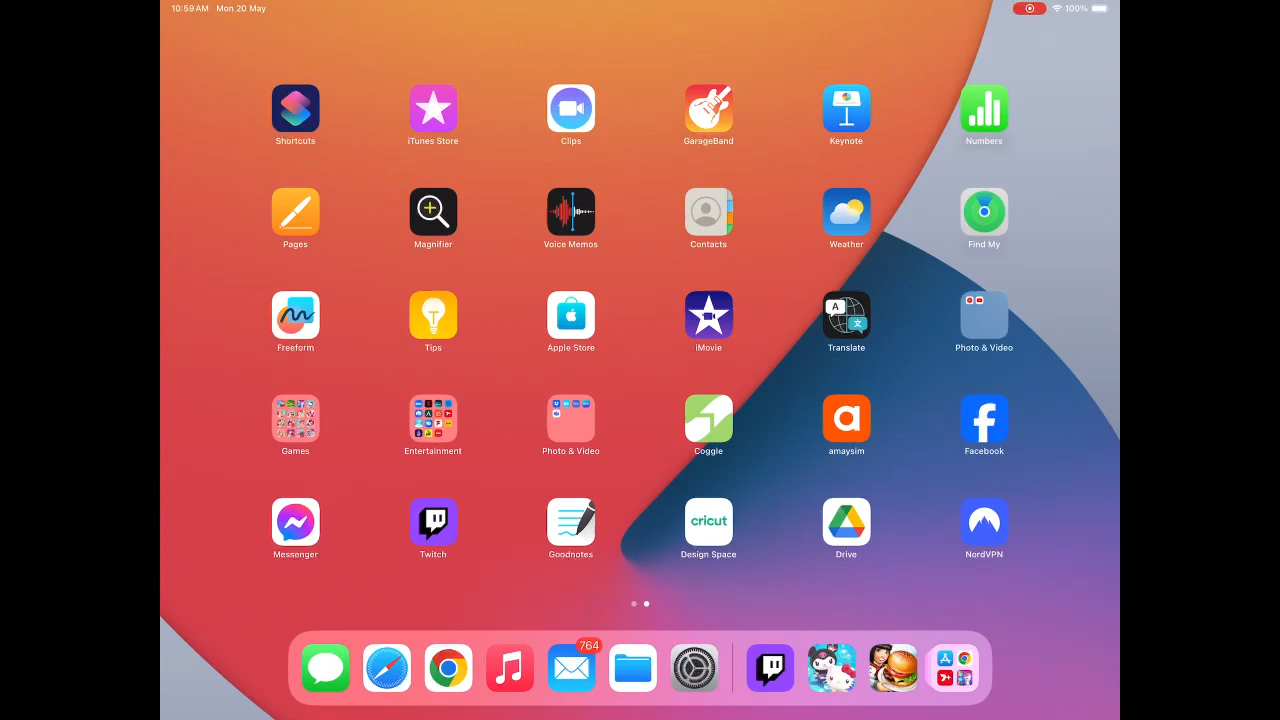 10:59 AM Mon 20 May
100%
Shortcuts
iTunes Store
Clips
GarageBand
Keynote
Numbers
Pages
Magnifier
Voice Memos
Contacts
Weather
Find My
Freeform
Tips
Apple Store
iMovie
A
文
Translate
Photo & Video
Games
Entertainment
Photo & Video
Coggle
a
amaysim
f
Facebook
Messenger
Twitch
Goodnotes
cricut
Design Space
Drive
NordVPN
764